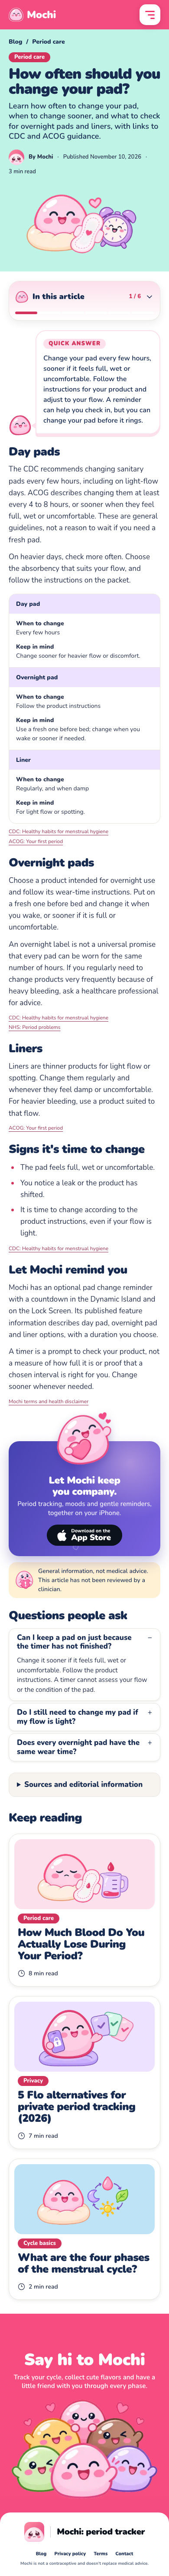 Mochi
Blog / Period care
Period care
How often should you
change your pad?
Learn how often to change your pad,
when to change sooner, and what to check
for overnight pads and liners, with links to
CDC and ACOG guidance.
By Mochi · Published November 10, 2026 ·
3 min read
In this article 1 / 6
QUICK ANSWER
Change your pad every few hours,
sooner if it feels full, wet or
uncomfortable. Follow the
instructions for your product and
adjust to your flow. A reminder
can help you check in, but you can
change your pad before it rings.
Day pads
The CDC recommends changing sanitary
pads every few hours, including on light-flow
days. ACOG describes changing them at least
every 4 to 8 hours, or sooner when they feel
full, wet or uncomfortable. These are general
guidelines, not a reason to wait if you need a
fresh pad.
On heavier days, check more often. Choose
the absorbency that suits your flow, and
follow the instructions on the packet.
Day pad
When to change
Every few hours
Keep in mind
Change sooner for heavier flow or discomfort.
Overnight pad
When to change
Follow the product instructions
Keep in mind
Use a fresh one before bed; change when you
wake or sooner if needed.
Liner
When to change
Regularly, and when damp
Keep in mind
For light flow or spotting.
CDC: Healthy habits for menstrual hygiene
ACOG: Your first period
Overnight pads
Choose a product intended for overnight use
and follow its wear-time instructions. Put on
a fresh one before bed and change it when
you wake, or sooner if it is full or
uncomfortable.
An overnight label is not a universal promise
that every pad can be worn for the same
number of hours. If you regularly need to
change products very frequently because of
heavy bleeding, ask a healthcare professional
for advice.
CDC: Healthy habits for menstrual hygiene
NHS: Period problems
Liners
Liners are thinner products for light flow or
spotting. Change them regularly and
whenever they feel damp or uncomfortable.
For heavier bleeding, use a product suited to
that flow.
ACOG: Your first period
Signs it's time to change
• The pad feels full, wet or uncomfortable.
• You notice a leak or the product has
shifted.
• It is time to change according to the
product instructions, even if your flow is
light.
CDC: Healthy habits for menstrual hygiene
Let Mochi remind you
Mochi has an optional pad change reminder
with a countdown in the Dynamic Island and
on the Lock Screen. Its published feature
information describes day pad, overnight pad
and liner options, with a duration you choose.
A timer is a prompt to check your product, not
a measure of how full it is or proof that a
chosen interval is right for you. Change
sooner whenever needed.
Mochi terms and health disclaimer
Let Mochi keep
you company.
Period tracking, moods and gentle reminders,
together on your iPhone.
Download on the
App Store
General information, not medical advice.
This article has not been reviewed by a
clinician.
Questions people ask
Can I keep a pad on just because
the timer has not finished? −
Change it sooner if it feels full, wet or
uncomfortable. Follow the product
instructions. A timer cannot assess your flow
or the condition of the pad.
Do I still need to change my pad if
my flow is light? +
Does every overnight pad have the
same wear time? +
Sources and editorial information
Keep reading
Period care
How Much Blood Do You
Actually Lose During
Your Period?
8 min read
Privacy
5 Flo alternatives for
private period tracking
(2026)
7 min read
Cycle basics
What are the four phases
of the menstrual cycle?
2 min read
Say hi to Mochi
Track your cycle, collect cute flavors and have a
little friend with you through every phase.
Mochi: period tracker
Blog Privacy policy Terms Contact
Mochi is not a contraceptive and doesn't replace medical advice.